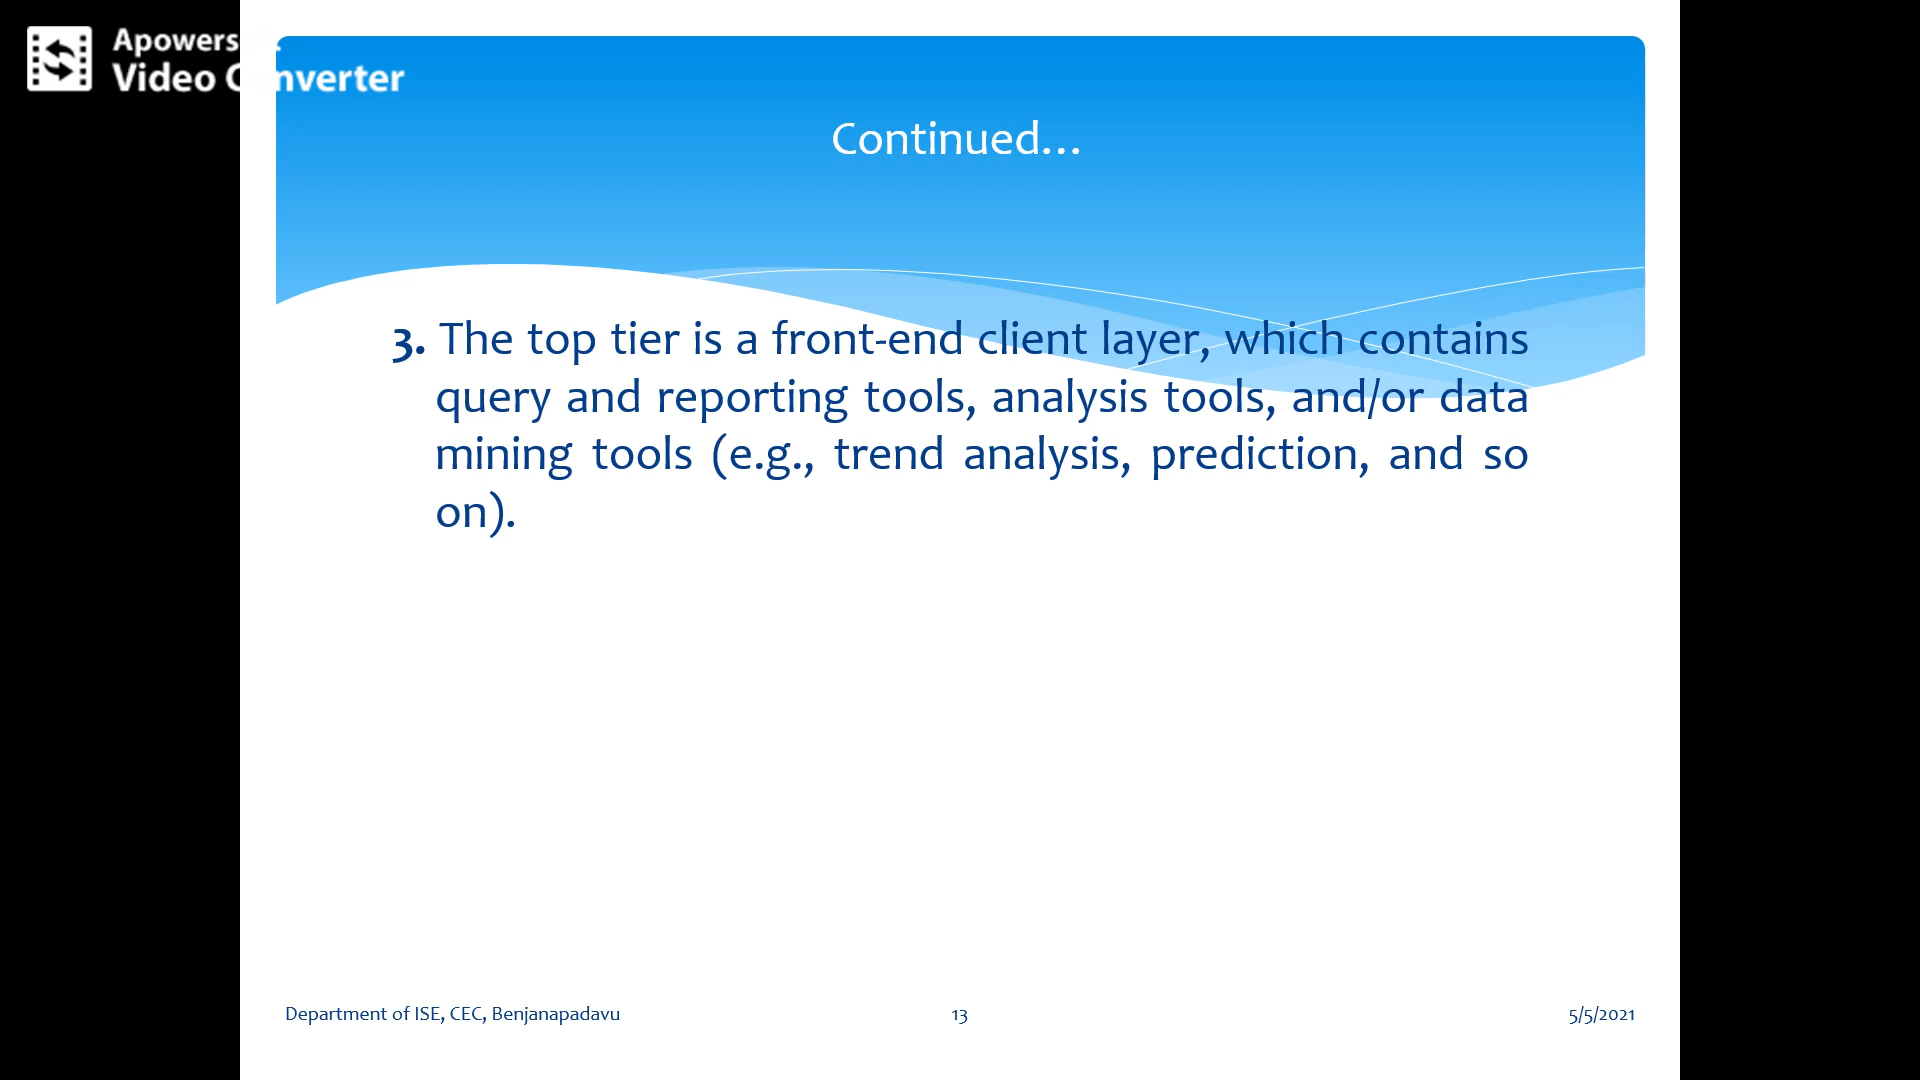 Apowers
Video Converter
Continued...
3. The top tier is a front-end client layer, which contains
query and reporting tools, analysis tools, and/or data
mining tools (e.g., trend analysis, prediction, and so
on).
Department of ISE, CEC, Benjanapadavu
13
5/5/2021